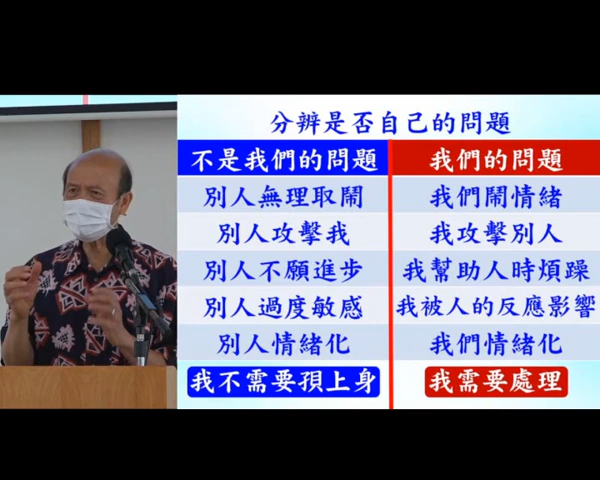 分辨是否自己的問題
不是我們的問題 我們的問題
別人無理取鬧 我們鬧情緒
別人攻擊我 我攻擊別人
別人不願進步 我幫助人時煩躁
別人過度敏感 我被人的反應影響
別人情緒化 我們情緒化
我不需要孭上身 我需要處理